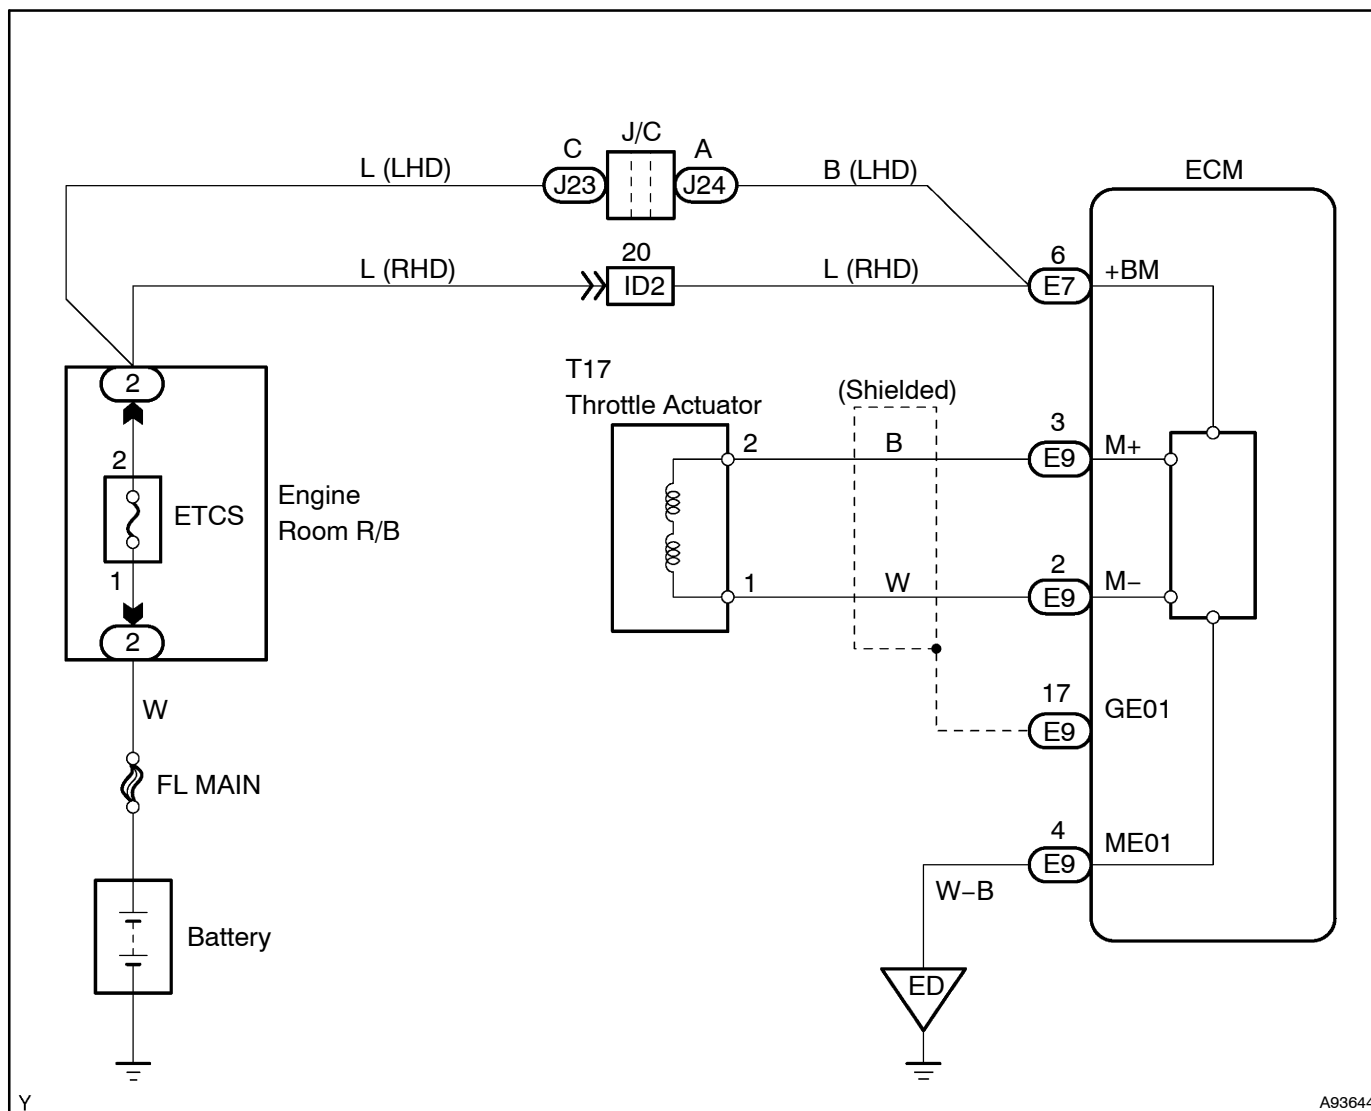 J/C
C
A
L (LHD)
J23
J24
B (LHD)
ECM
20
6
L (RHD)
ID2
L (RHD)
E7
+BM
T17
Throttle Actuator
(Shielded)
2
2
ETCS
1
2
Engine
Room R/B
2
B
3
E9
M+
1
W
2
E9
M−
17
E9
GE01
W
FL MAIN
4
E9
ME01
W−B
Battery
ED
Y
A93644